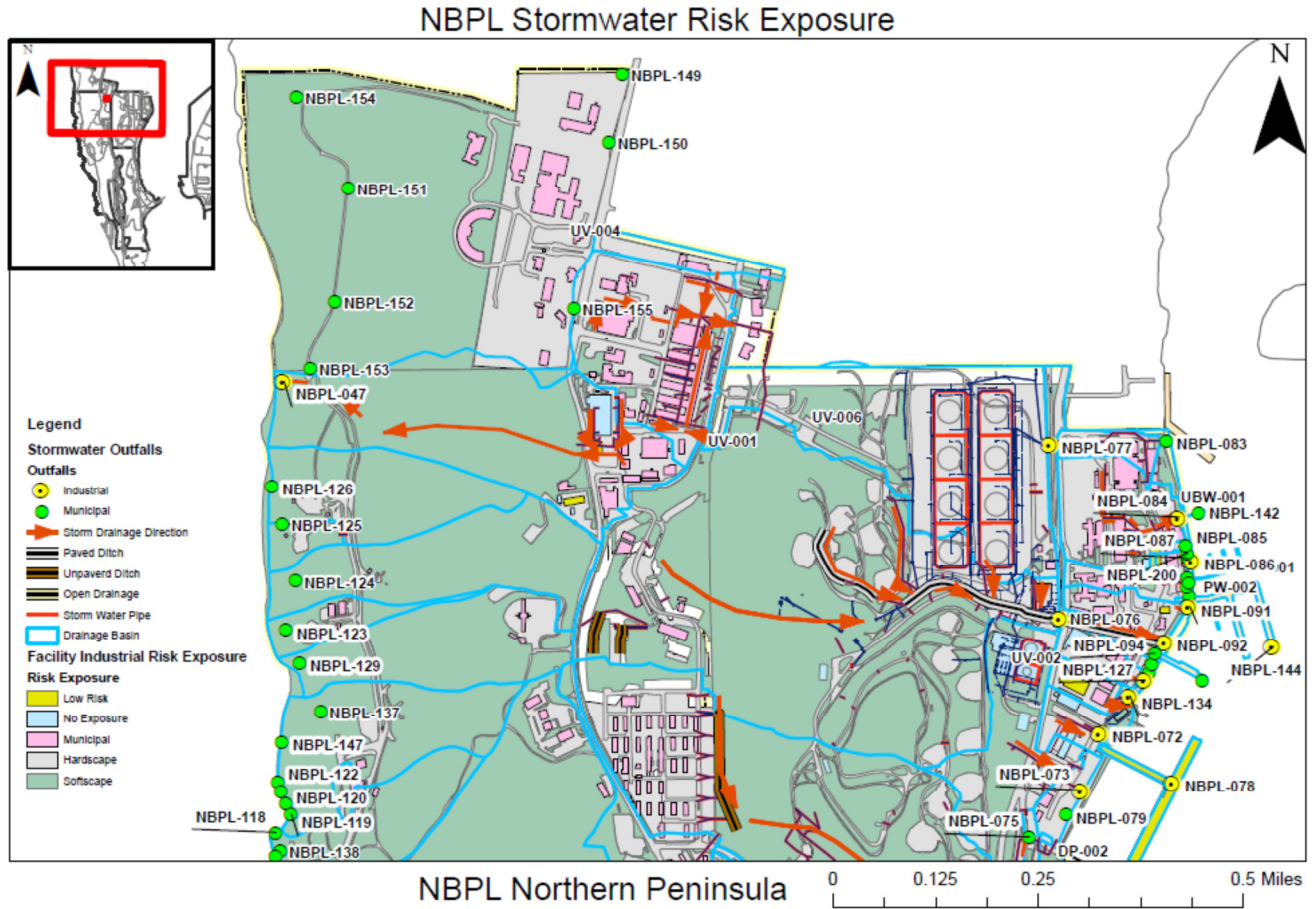 NBPL Stormwater Risk Exposure
N
N
NBPL-149
NBPL-154
NBPL-150
NBPL-151
UV-004
NBPL-152
NBPL-155
NBPL-153
NBPL-047
UV-006
UV-001
NBPL-077
NBPL-083
Legend
Stormwater Outfalls
Outfalls
Industrial
Municipal
Storm Drainage Direction
Paved Ditch
Unpaverd Ditch
Open Drainage
Storm Water Pipe
Drainage Basin
Facility Industrial Risk Exposure
Risk Exposure
Low Risk
No Exposure
Municipal
Hardscape
Softscape
NBPL-126
NBPL-125
NBPL-124
NBPL-123
NBPL-129
NBPL-137
NBPL-147
NBPL-122
NBPL-120
NBPL-118
NBPL-119
NBPL-138
NBPL-084
UBW-001
NBPL-142
NBPL-087
NBPL-085
NBPL-200
NBPL-086
01
PW-002
NBPL-091
NBPL-076
NBPL-094
NBPL-092
UV-002
NBPL-127
NBPL-144
NBPL-134
NBPL-072
NBPL-073
NBPL-078
NBPL-075
NBPL-079
DP-002
NBPL Northern Peninsula
0 0.125 0.25 0.5 Miles